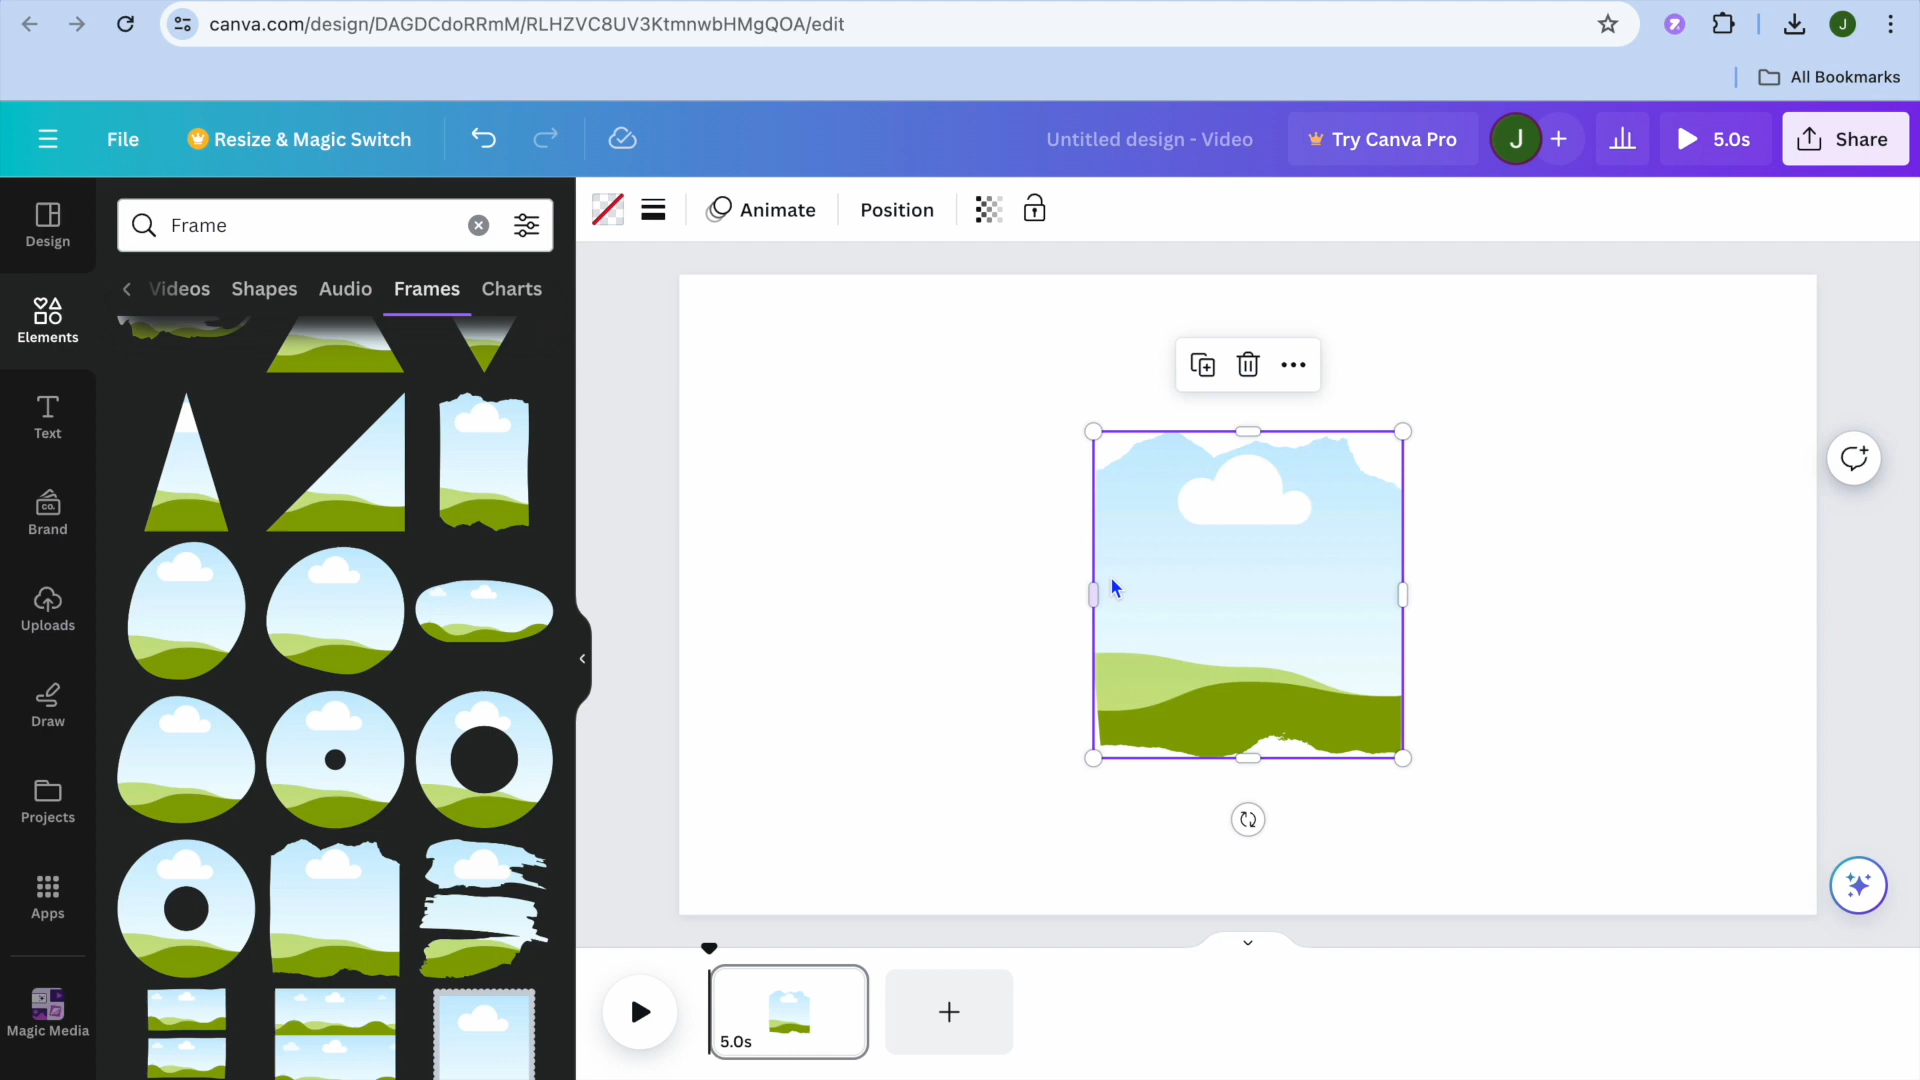 canva.com/design/DAGDCdoRRmM/RLHZVC8UV3KtmnwbHMgQOA/edit
J
All Bookmarks
File
Resize & Magic Switch
Untitled design - Video
Try Canva Pro
J
5.0s
Share
Design
Elements
Text
Brand
Uploads
Draw
Projects
Apps
Magic Media
CO.
Frame
Videos
Shapes
Audio
Frames
Charts
Animate
Position
5.0s